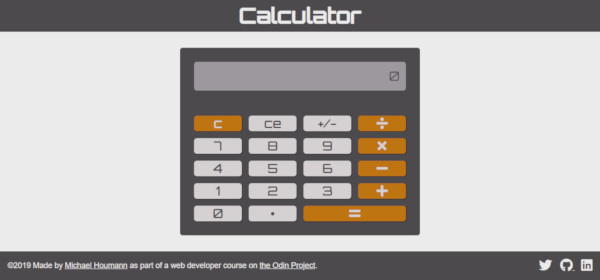 Calculator
0
c ce +/- ÷
7 8 9 ×
4 5 6 −
1 2 3 +
0 . =
©2019 Made by Michael Houmann as part of a web developer course on the Odin Project.